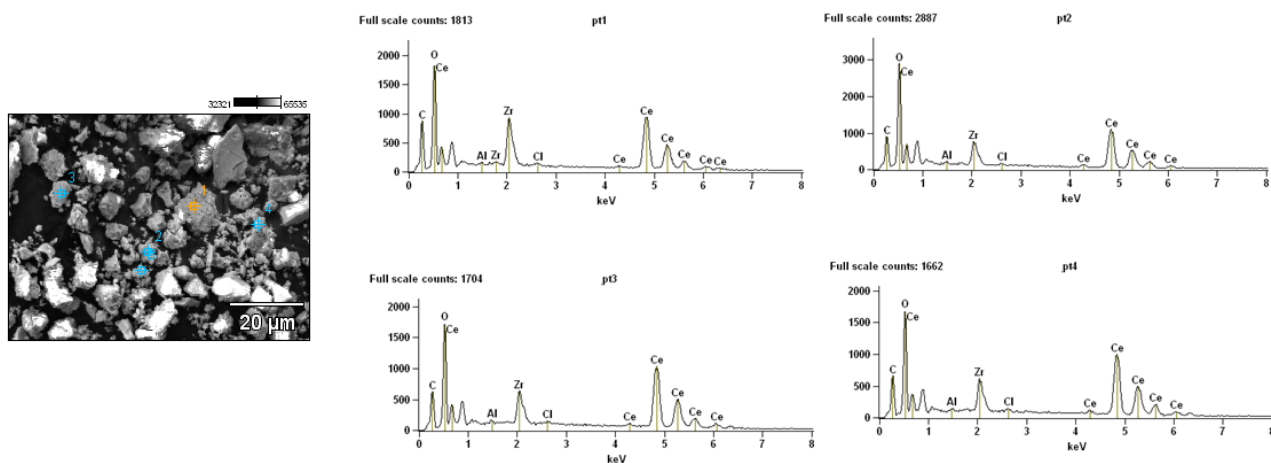 32321 65535
3
1
4
2
20 µm
Full scale counts: 1813 pt1
2000
1500
1000
500
0
C
O
Ce
Al
Zr
Zr
Cl
Ce
Ce
Ce
Ce
Ce
Ce
0 1 2 3 4 5 6 7 8
keV
Full scale counts: 2887 pt2
3000
2000
1000
0
C
O
Ce
Al
Zr
Cl
Ce
Ce
Ce
Ce
Ce
0 1 2 3 4 5 6 7 8
keV
Full scale counts: 1704 pt3
2000
1500
1000
500
0
C
O
Ce
Al
Zr
Cl
Ce
Ce
Ce
Ce
Ce
0 1 2 3 4 5 6 7 8
keV
Full scale counts: 1662 pt4
2000
1500
1000
500
0
C
O
Ce
Al
Zr
Cl
Ce
Ce
Ce
Ce
Ce
0 1 2 3 4 5 6 7 8
keV